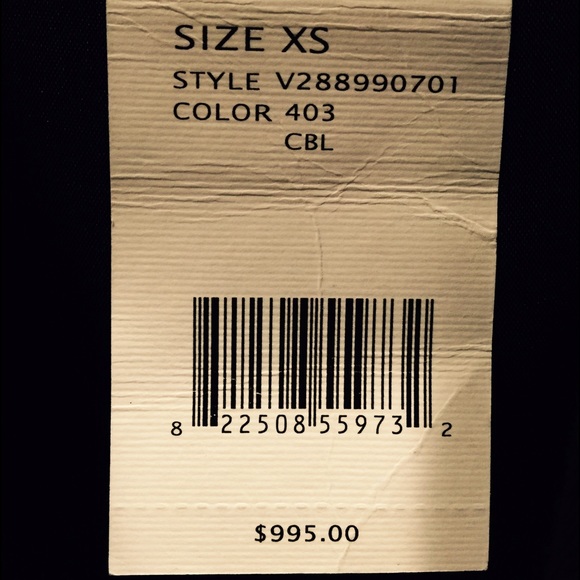 SIZE XS
STYLE V288990701
COLOR 403
CBL
8 22508 55973 2
$995.00